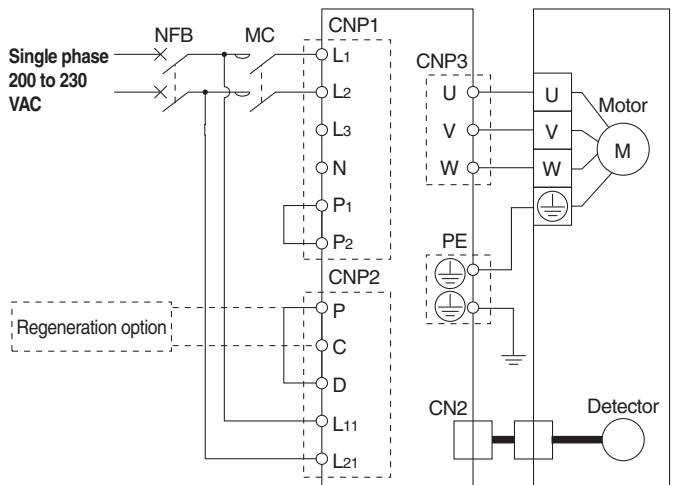 NFB
MC
CNP1
Single phase
200 to 230
VAC
L1
L2
L3
N
P1
P2
CNP3
U
V
W
U
V
W
Motor
M
PE
CNP2
Regeneration option
P
C
D
L11
L21
CN2
Detector